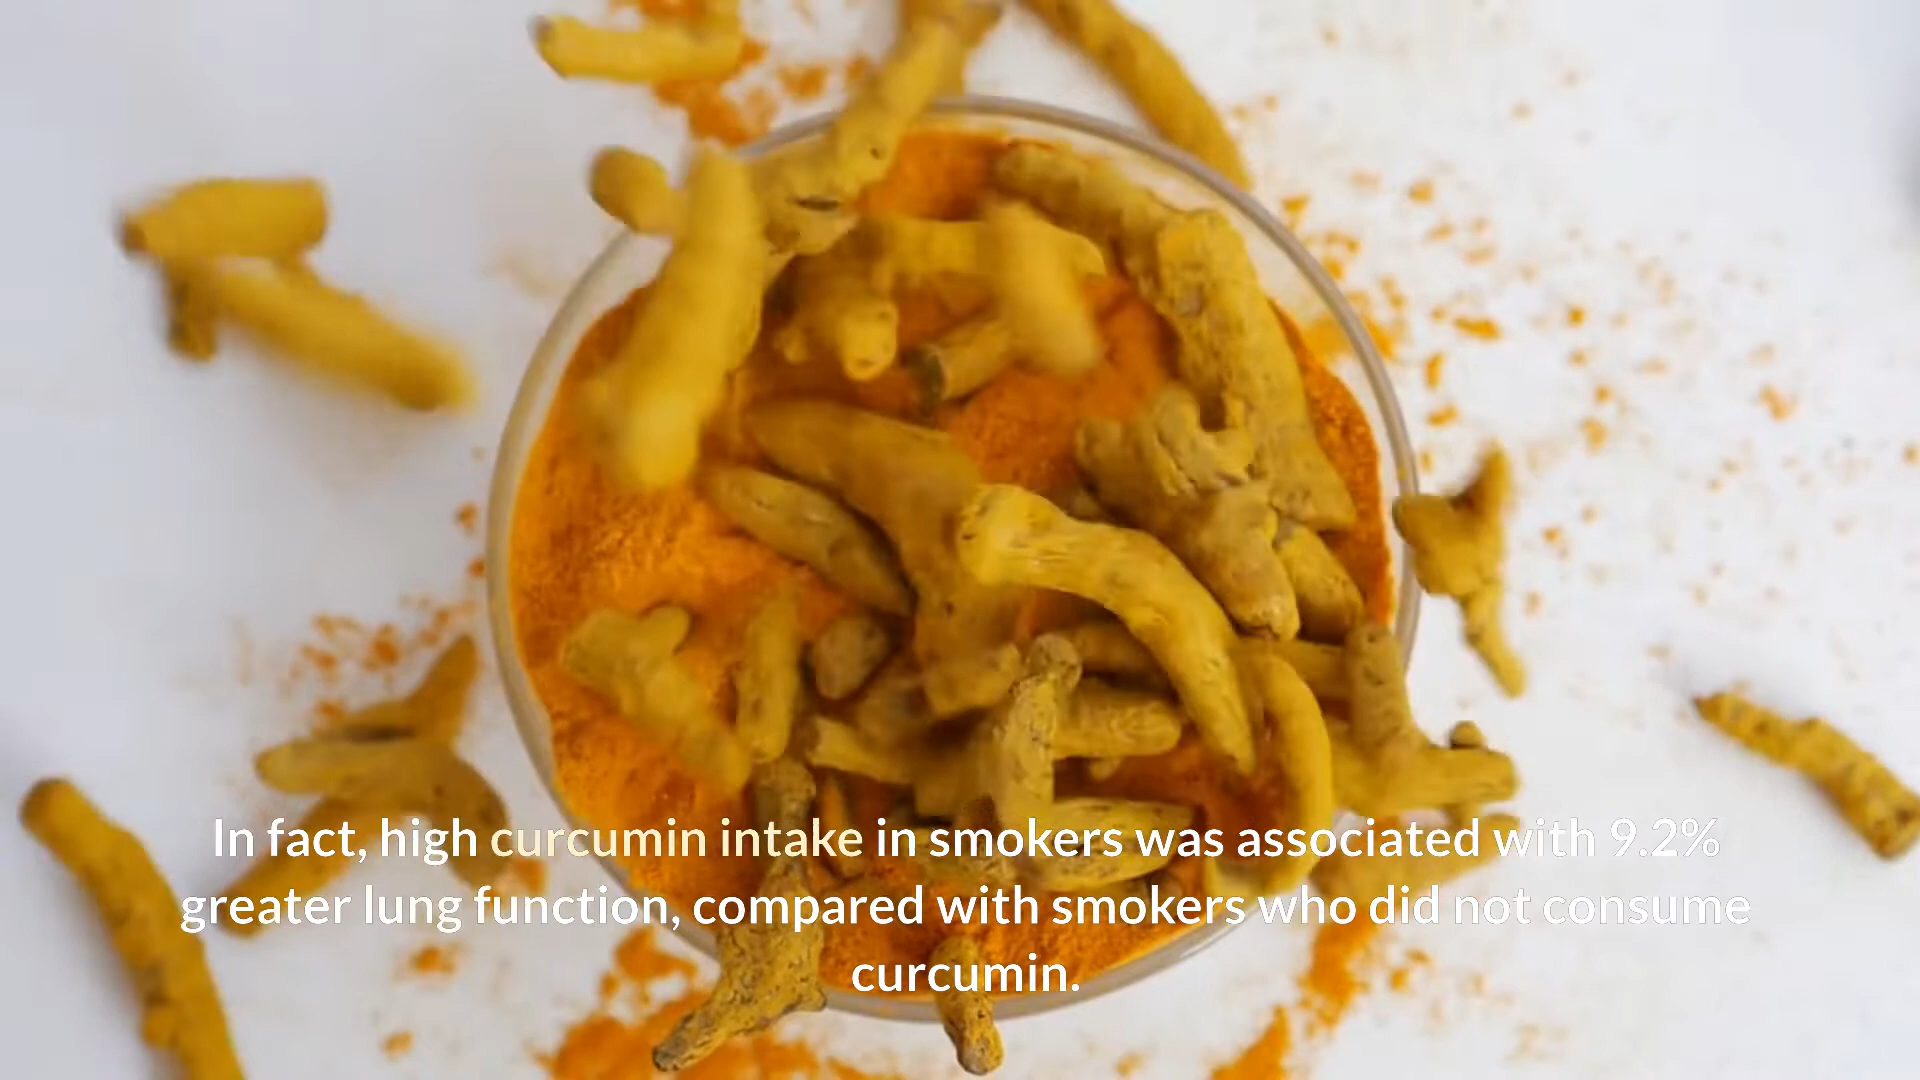 In fact, high curcumin intake in smokers was associated with 9.2%
greater lung function, compared with smokers who did not consume
curcumin.